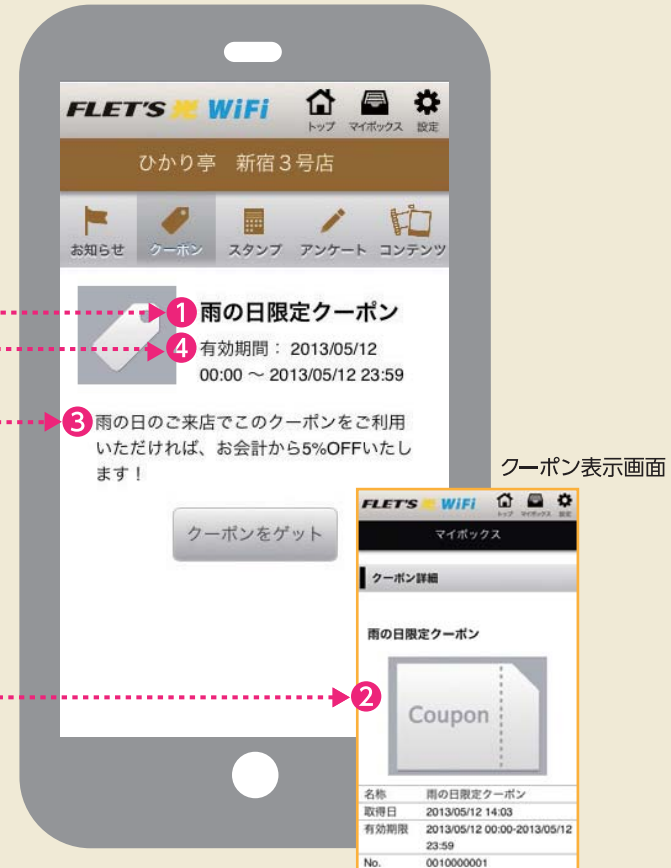 FLET'S 光 WiFi
トップ マイボックス 設定
ひかり亭 新宿3号店
お知らせ クーポン スタンプ アンケート コンテンツ
1 雨の日限定クーポン
4 有効期間： 2013/05/12
00:00 ～ 2013/05/12 23:59
3 雨の日のご来店でこのクーポンをご利用
いただければ、お会計から5%OFFいたし
ます！
クーポンをゲット
クーポン表示画面
FLET'S 光 WiFi
トップ マイボックス 設定
マイボックス
クーポン詳細
雨の日限定クーポン
2
Coupon
名称 雨の日限定クーポン
取得日 2013/05/12 14:03
有効期限 2013/05/12 00:00-2013/05/12
23:59
No. 0010000001